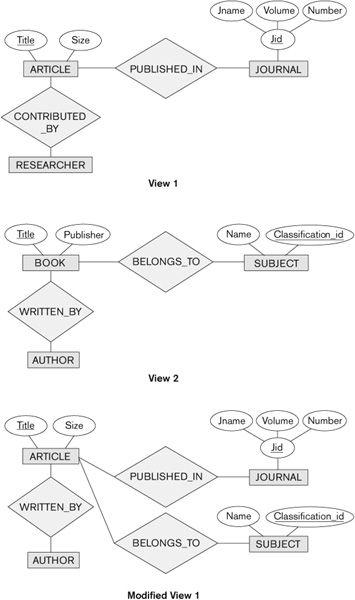 Jname Volume Number
Title Size Jid
ARTICLE PUBLISHED_IN JOURNAL
CONTRIBUTED
_BY
RESEARCHER
View 1
Title Publisher Name Classification_id
BOOK BELONGS_TO SUBJECT
WRITTEN_BY
AUTHOR
View 2
Jname Volume Number
Title Size Jid
ARTICLE
PUBLISHED_IN JOURNAL
WRITTEN_BY
Name Classification_id
BELONGS_TO SUBJECT
AUTHOR
Modified View 1